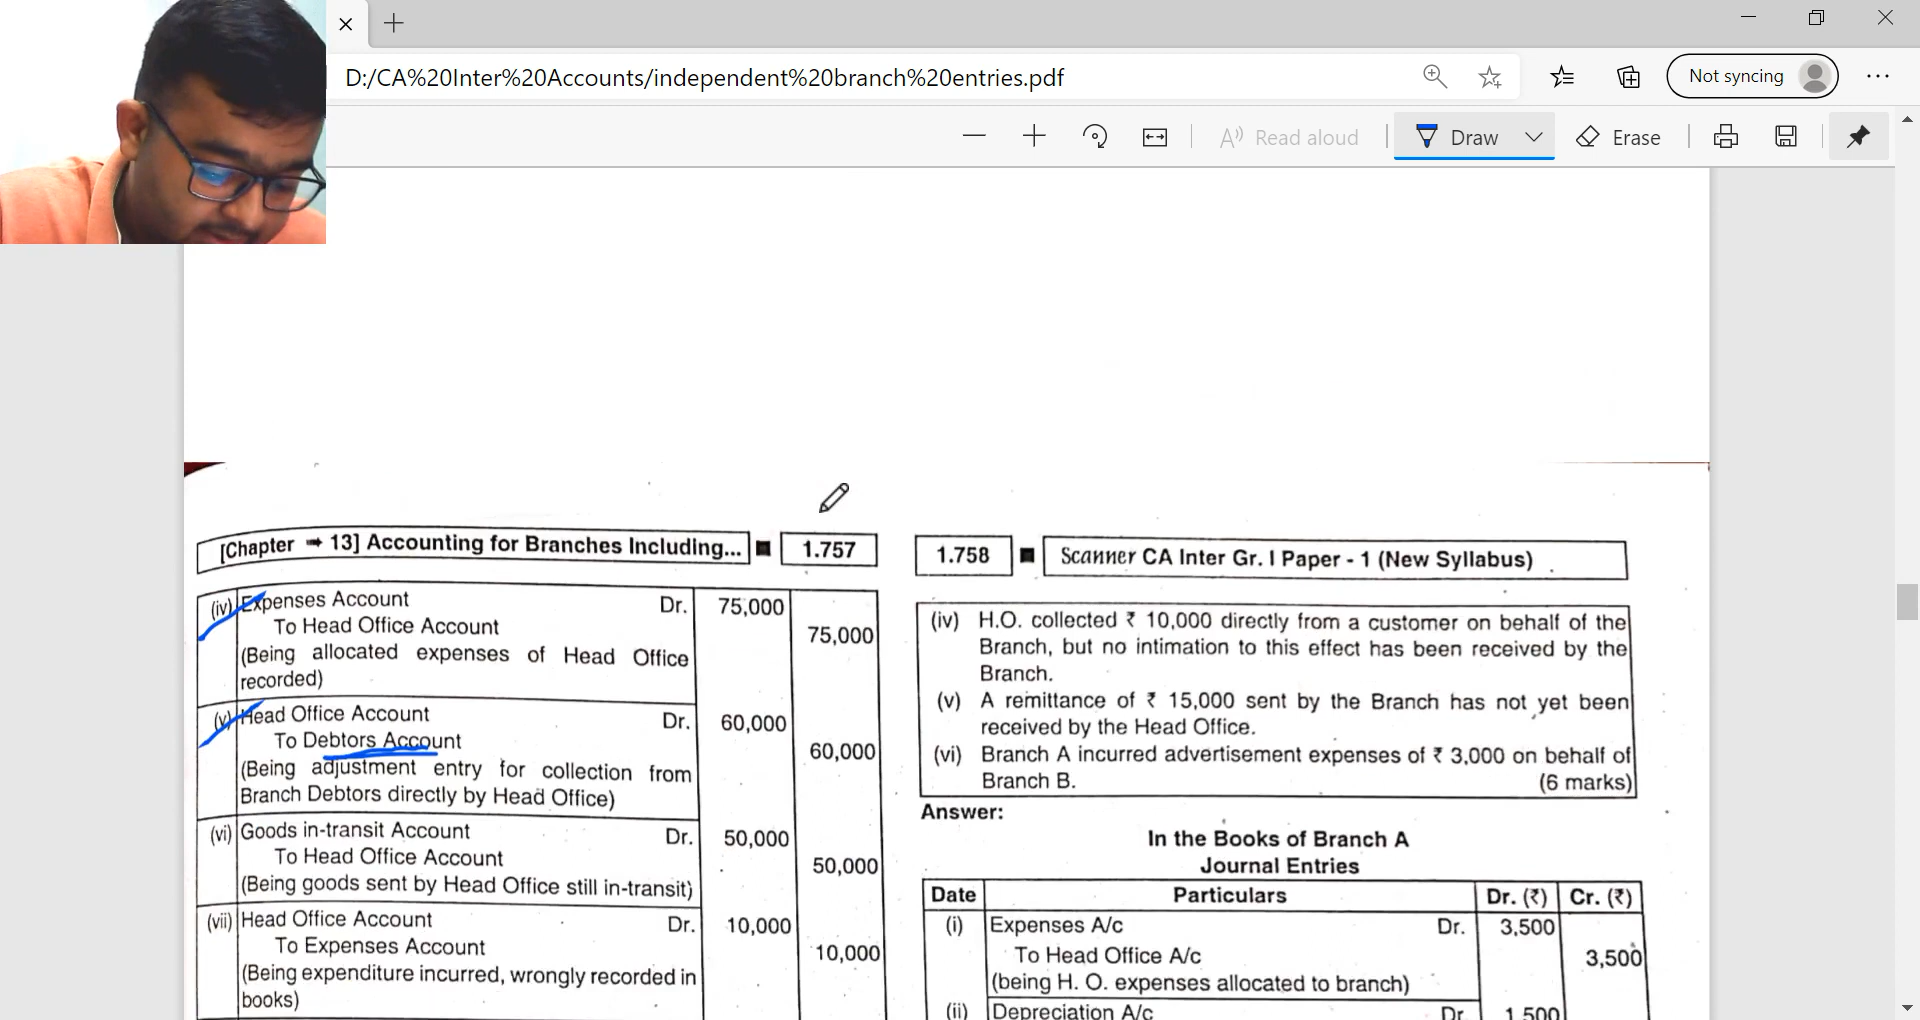 D:/CA%20Inter%20Accounts/independent%20branch%20entries.pdf
Not syncing
Read aloud
Draw
Erase
[Chapter ➟ 13] Accounting for Branches Including... ■ 1.757
(iv) Expenses Account Dr. 75,000
To Head Office Account 75,000
(Being allocated expenses of Head Office
recorded)
(v) Head Office Account Dr. 60,000
To Debtors Account 60,000
(Being adjustment entry for collection from
Branch Debtors directly by Head Office)
(vi) Goods in-transit Account Dr. 50,000
To Head Office Account 50,000
(Being goods sent by Head Office still in-transit)
(vii) Head Office Account Dr. 10,000
To Expenses Account 10,000
(Being expenditure incurred, wrongly recorded in
books)
1.758 ■ Scanner CA Inter Gr. I Paper - 1 (New Syllabus)
(iv) H.O. collected ₹ 10,000 directly from a customer on behalf of the
Branch, but no intimation to this effect has been received by the
Branch.
(v) A remittance of ₹ 15,000 sent by the Branch has not yet been
received by the Head Office.
(vi) Branch A incurred advertisement expenses of ₹ 3,000 on behalf of
Branch B. (6 marks)
Answer:
In the Books of Branch A
Journal Entries
Date Particulars Dr. (₹) Cr. (₹)
(i) Expenses A/c Dr. 3,500
To Head Office A/c 3,500
(being H. O. expenses allocated to branch)
(ii) Depreciation A/c Dr 1,500